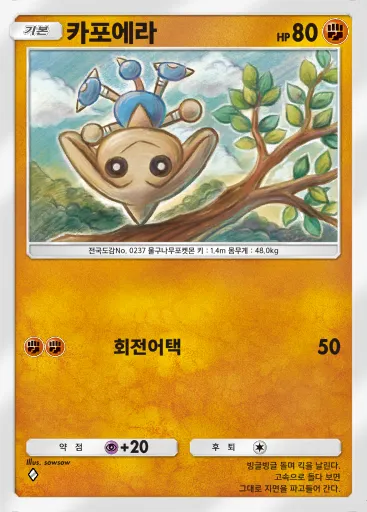 기본 카포에라 HP 80
전국도감No. 0237 물구나무포켓몬 키 : 1.4m 몸무게 : 48.0kg
회전어택 50
약 점 +20 후 퇴
Illus. sowsow
빙글빙글 돌며 킥을 날린다.
고속으로 돌다 보면
그대로 지면을 파고들어 간다.